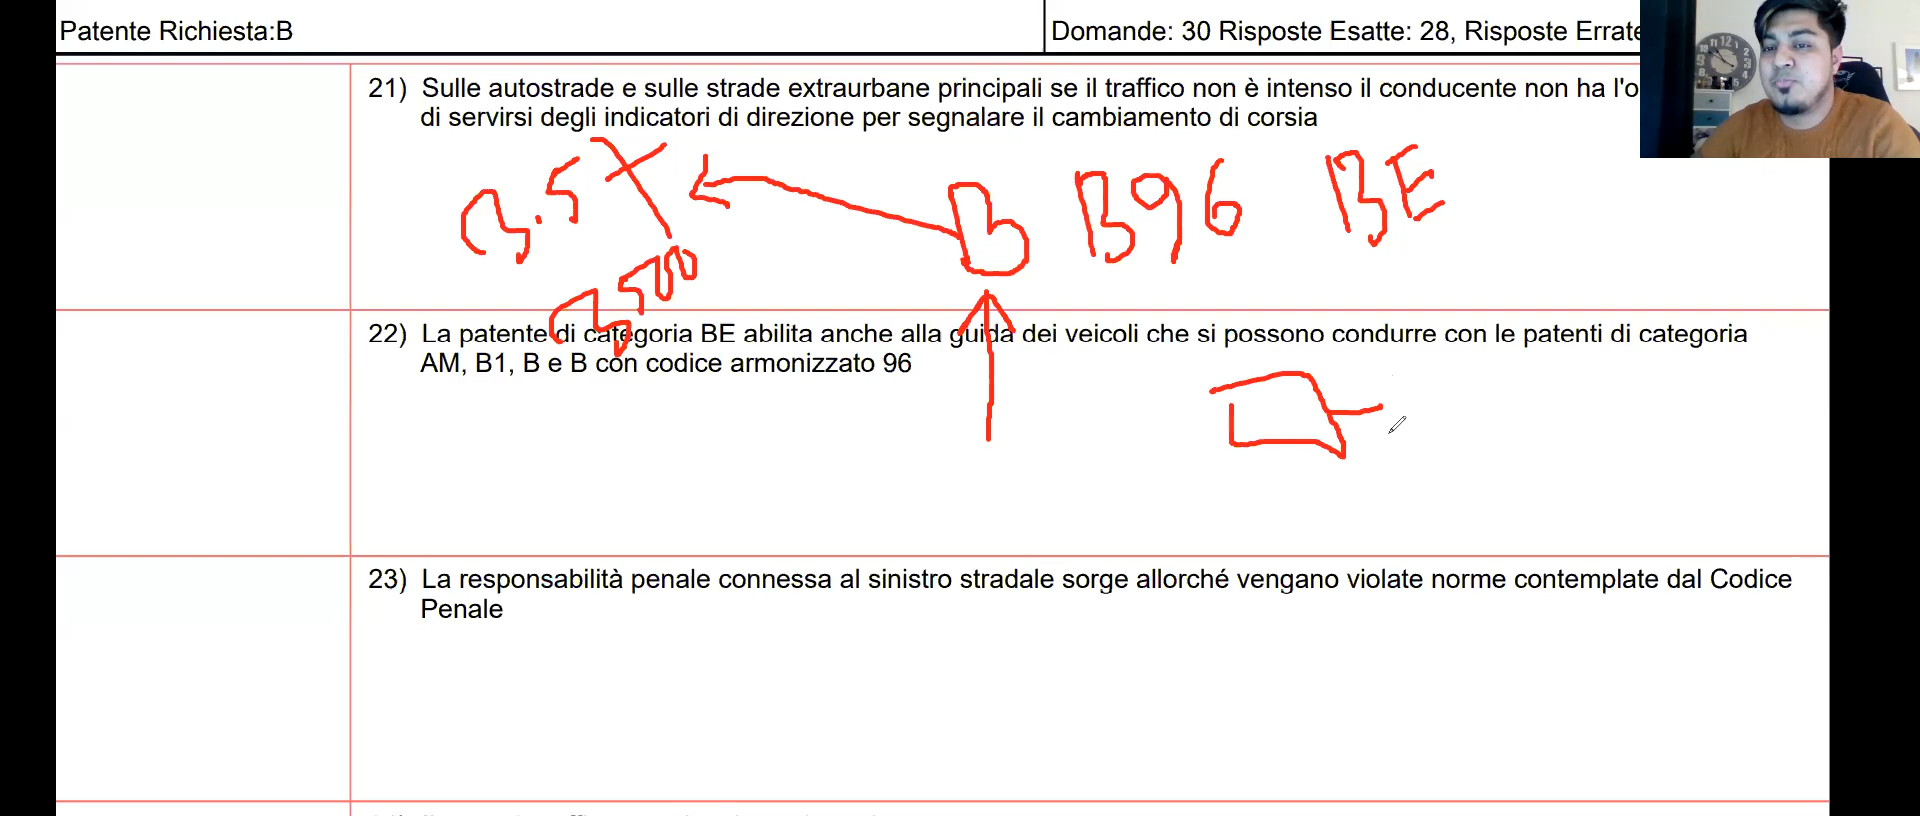 Patente Richiesta:B
Domande: 30 Risposte Esatte: 28, Risposte Errate
21) Sulle autostrade e sulle strade extraurbane principali se il traffico non è intenso il conducente non ha l'o
di servirsi degli indicatori di direzione per segnalare il cambiamento di corsia
3.5 T
B B96 BE
3500
22) La patente di categoria BE abilita anche alla guida dei veicoli che si possono condurre con le patenti di categoria
AM, B1, B e B con codice armonizzato 96
23) La responsabilità penale connessa al sinistro stradale sorge allorché vengano violate norme contemplate dal Codice
Penale